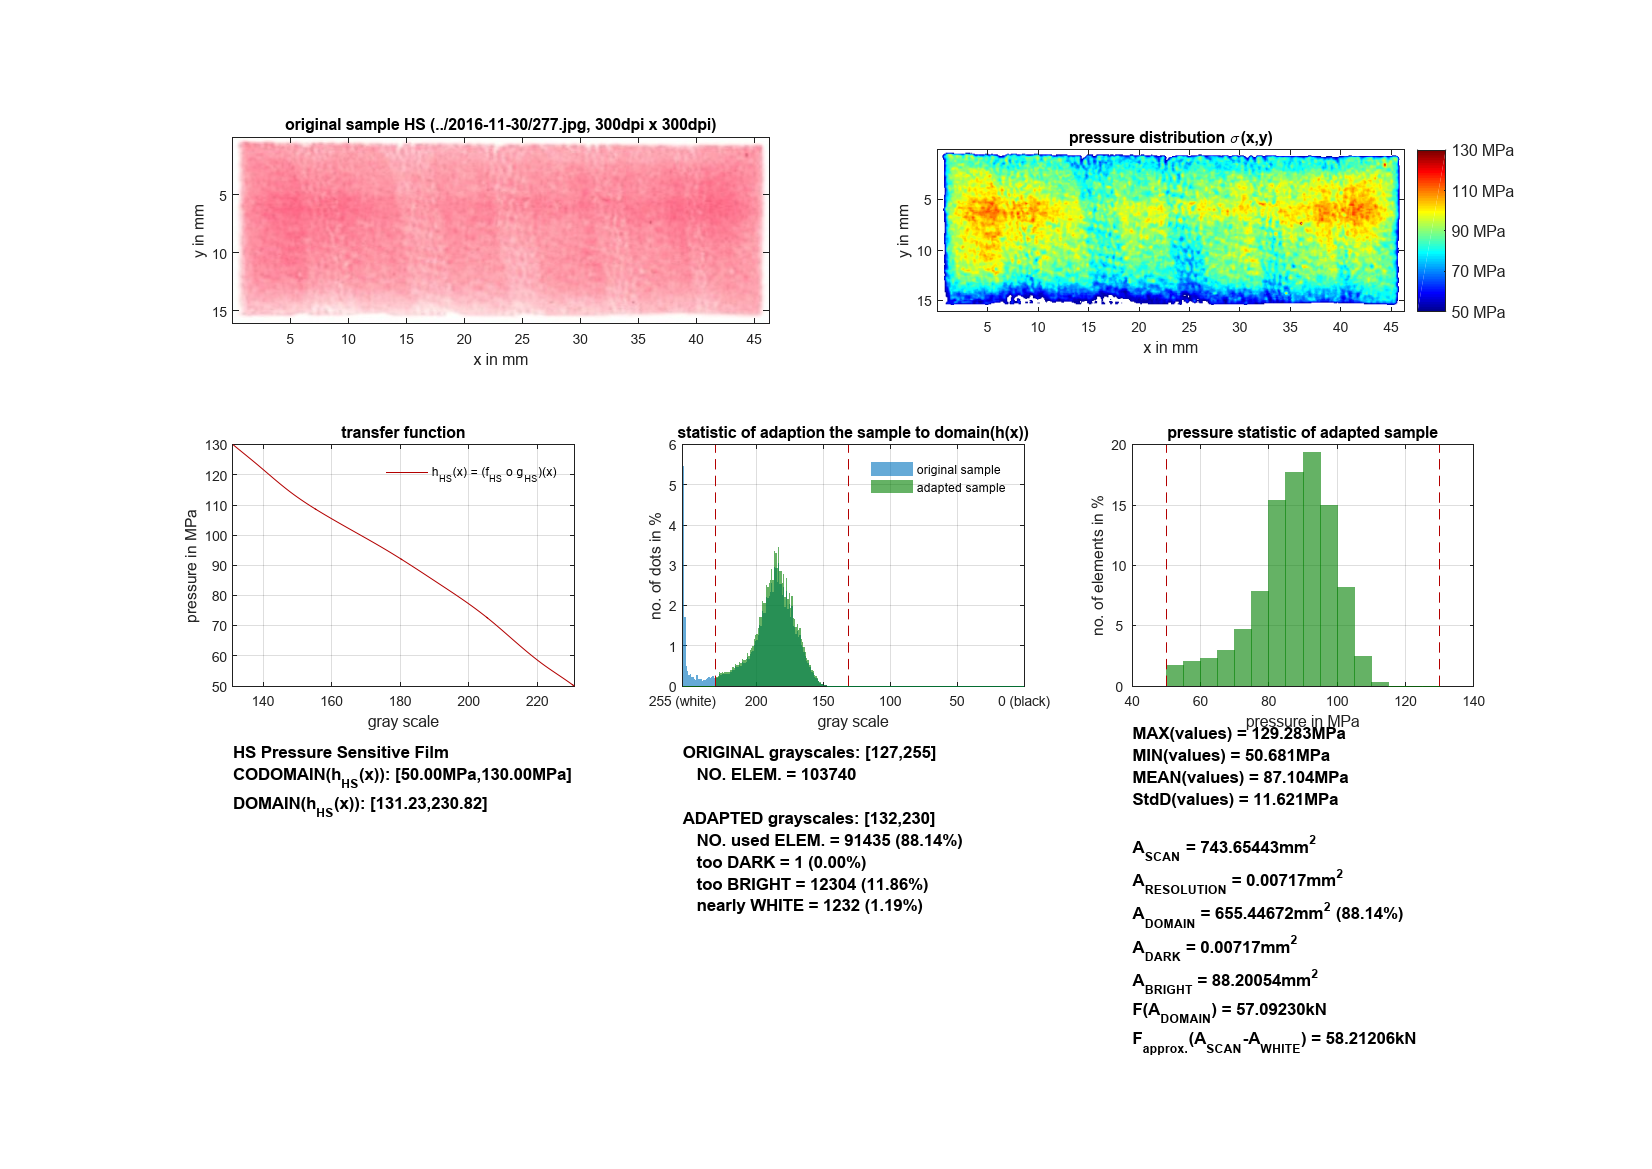 original sample HS (../2016-11-30/277.jpg, 300dpi x 300dpi)
y in mm
5
10
15
5 10 15 20 25 30 35 40 45
x in mm
pressure distribution σ(x,y)
y in mm
5
10
15
5 10 15 20 25 30 35 40 45
x in mm
130 MPa
110 MPa
90 MPa
70 MPa
50 MPa
transfer function
h_HS(x) = (f_HS o g_HS)(x)
pressure in MPa
130
120
110
100
90
80
70
60
50
140 160 180 200 220
gray scale
HS Pressure Sensitive Film
CODOMAIN(h_HS(x)): [50.00MPa,130.00MPa]
DOMAIN(h_HS(x)): [131.23,230.82]
statistic of adaption the sample to domain(h(x))
original sample
adapted sample
no. of dots in %
6
5
4
3
2
1
0
255 (white) 200 150 100 50 0 (black)
gray scale
ORIGINAL grayscales: [127,255]
NO. ELEM. = 103740
ADAPTED grayscales: [132,230]
NO. used ELEM. = 91435 (88.14%)
too DARK = 1 (0.00%)
too BRIGHT = 12304 (11.86%)
nearly WHITE = 1232 (1.19%)
pressure statistic of adapted sample
no. of elements in %
20
15
10
5
0
40 60 80 100 120 140
pressure in MPa
MAX(values) = 129.283MPa
MIN(values) = 50.681MPa
MEAN(values) = 87.104MPa
StdD(values) = 11.621MPa
A_SCAN = 743.65443mm²
A_RESOLUTION = 0.00717mm²
A_DOMAIN = 655.44672mm² (88.14%)
A_DARK = 0.00717mm²
A_BRIGHT = 88.20054mm²
F(A_DOMAIN) = 57.09230kN
F_approx.(A_SCAN-A_WHITE) = 58.21206kN